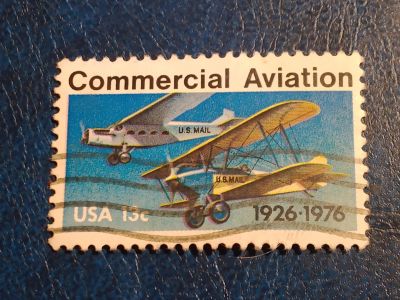 Commercial Aviation
U.S. MAIL
U.S. MAIL
USA 13c 1926·1976